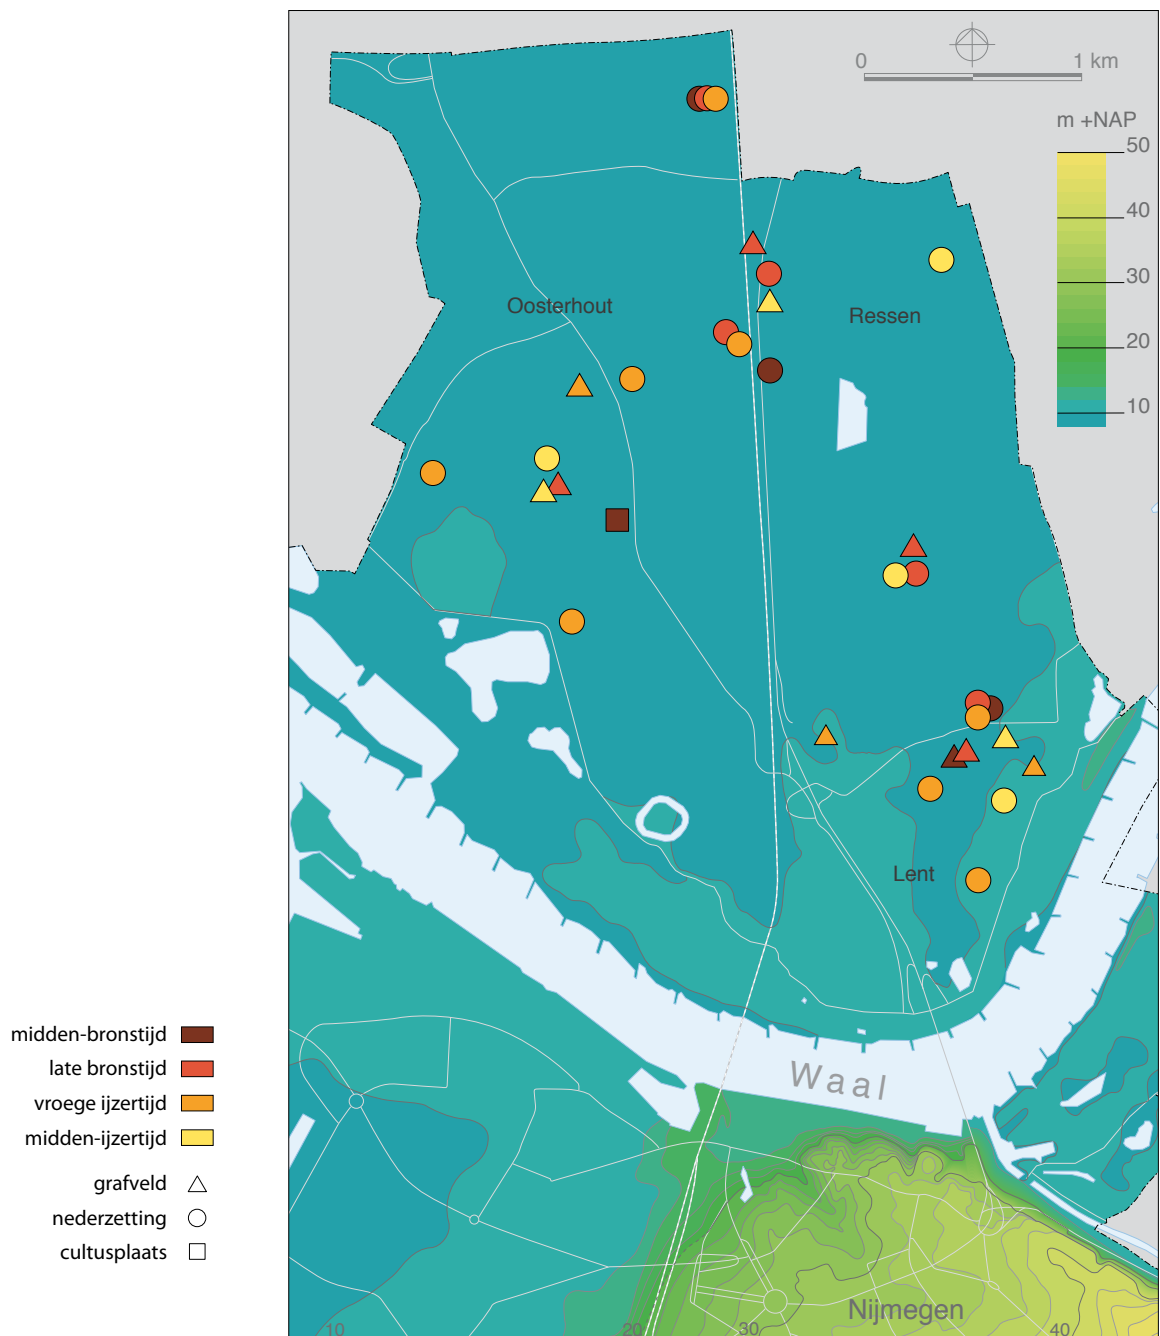 0 1 km
m +NAP
50
40
30
20
10
Oosterhout
Ressen
Lent
Waal
Nijmegen
10
20
30
40
midden-bronstijd
late bronstijd
vroege ijzertijd
midden-ijzertijd
grafveld
nederzetting
cultusplaats